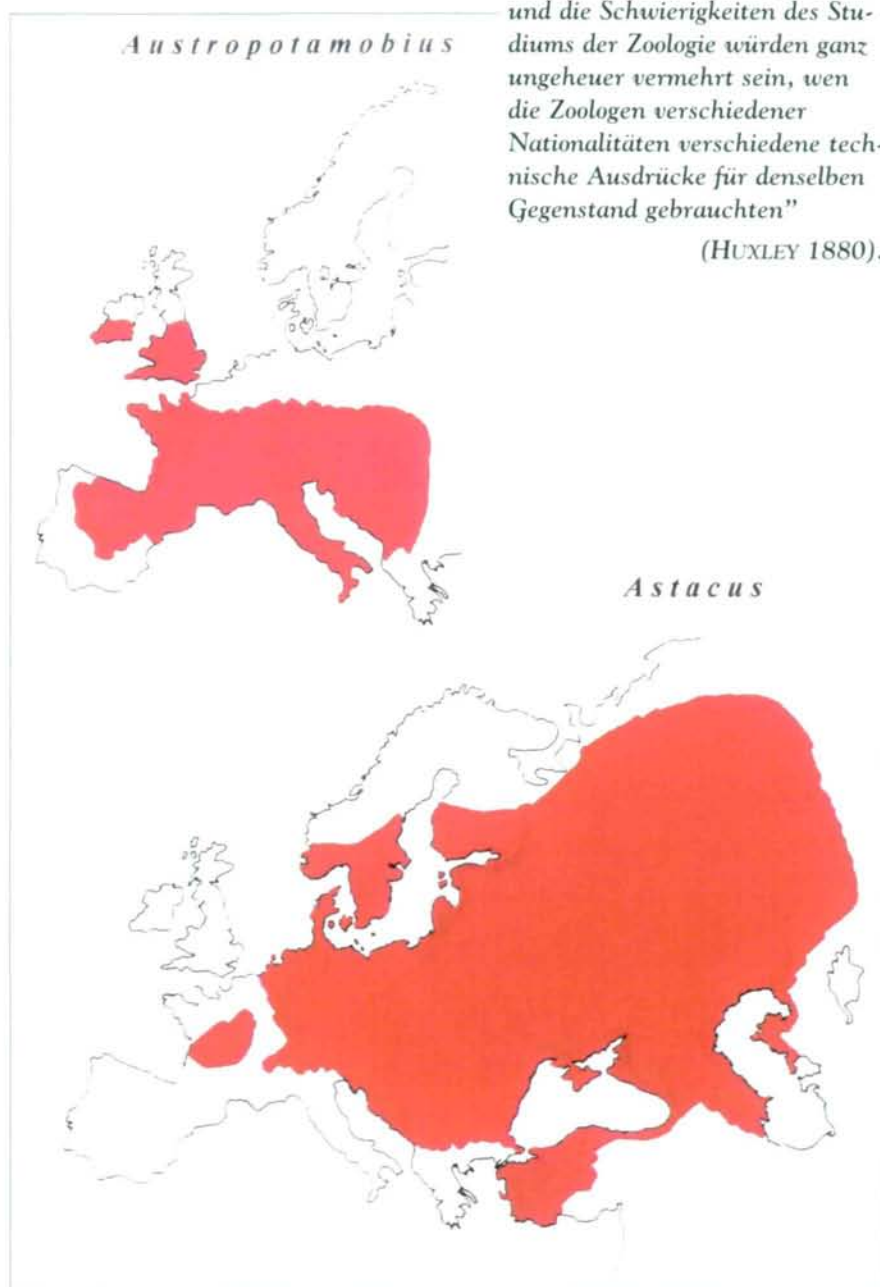 und die Schwierigkeiten des Stu-
diums der Zoologie würden ganz
ungeheuer vermehrt sein, wen
die Zoologen verschiedener
Nationalitäten verschiedene tech-
nische Ausdrücke für denselben
Gegenstand gebrauchten”
(HUXLEY 1880).
Austropotamobius
Astacus